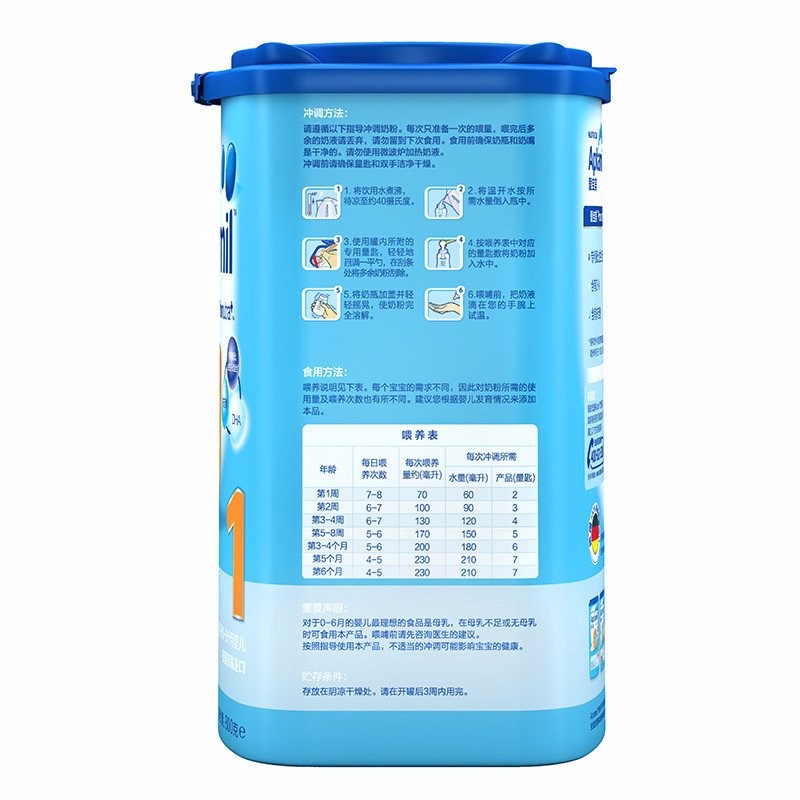 冲调方法：
请遵循以下指导冲调奶粉。每次只准备一次的喂量，喂完后多
余的奶液请丢弃，请勿留到下次食用。食用前确保奶瓶和奶嘴
是干净的。请勿使用微波炉加热奶液。
冲调前请确保量匙和双手洁净干燥。
1. 将饮用水煮沸，
待凉至约40摄氏度。
2. 将温开水按所
需水量倒入瓶中。
3. 使用罐内所附的
专用量匙，轻轻地
舀满一平勺，在刮条
处将多余奶粉刮除。
4. 按喂养表中对应
的量匙数将奶粉加
入水中。
5. 将奶瓶加盖并轻
轻摇晃，使奶粉完
全溶解。
6. 喂哺前，把奶液
滴在您的手腕上
试温。
食用方法：
喂养说明见下表。每个宝宝的需求不同，因此对奶粉所需的使
用量及喂养次数也有所不同。建议您根据婴儿发育情况来添加
本品。
喂养表
年龄 每日喂养次数 每次喂养量约(毫升) 每次冲调所需
水量(毫升) 产品(量匙)
第1周 7-8 70 60 2
第2周 6-7 100 90 3
第3-4周 6-7 130 120 4
第5-8周 5-6 170 150 5
第3-4个月 5-6 200 180 6
第5个月 4-5 230 210 7
第6个月 4-5 230 210 7
重要声明：
对于0-6月的婴儿最理想的食品是母乳，在母乳不足或无母乳
时可食用本产品。喂哺前请先咨询医生的建议。
按照指导使用本产品，不适当的冲调可能影响宝宝的健康。
贮存条件：
存放在阴凉干燥处。请在开罐后3周内用完。
mil
DHA
1
800克e
Aptam